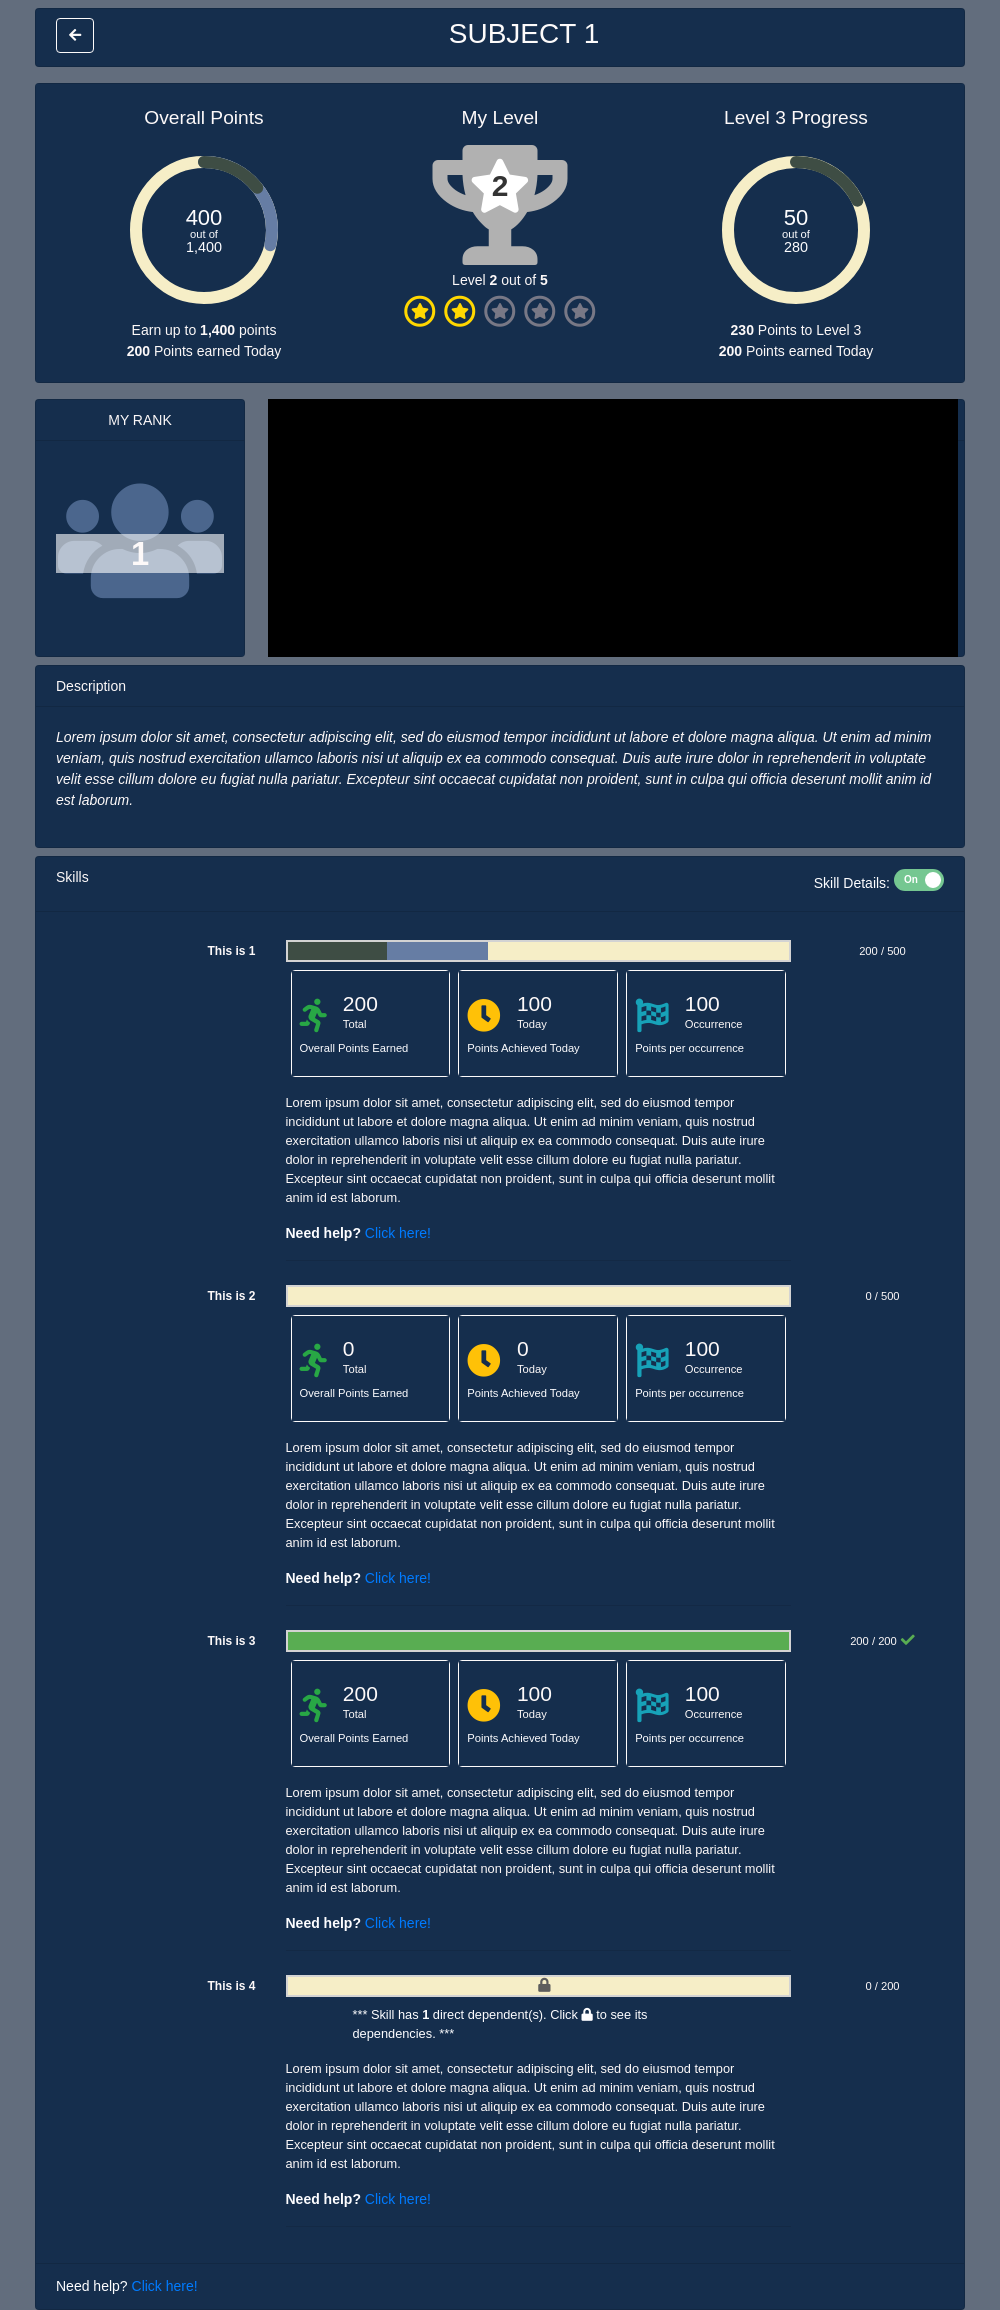 SUBJECT 1
Overall Points
My Level
Level 3 Progress
400
out of
1,400
2
50
out of
280
Level 2 out of 5
Earn up to 1,400 points
200 Points earned Today
230 Points to Level 3
200 Points earned Today
MY RANK
1
Description
Lorem ipsum dolor sit amet, consectetur adipiscing elit, sed do eiusmod tempor incididunt ut labore et dolore magna aliqua. Ut enim ad minim
veniam, quis nostrud exercitation ullamco laboris nisi ut aliquip ex ea commodo consequat. Duis aute irure dolor in reprehenderit in voluptate
velit esse cillum dolore eu fugiat nulla pariatur. Excepteur sint occaecat cupidatat non proident, sunt in culpa qui officia deserunt mollit anim id
est laborum.
Skills
Skill Details: On
This is 1
200 / 500
200
Total
Overall Points Earned
100
Today
Points Achieved Today
100
Occurrence
Points per occurrence
Lorem ipsum dolor sit amet, consectetur adipiscing elit, sed do eiusmod tempor
incididunt ut labore et dolore magna aliqua. Ut enim ad minim veniam, quis nostrud
exercitation ullamco laboris nisi ut aliquip ex ea commodo consequat. Duis aute irure
dolor in reprehenderit in voluptate velit esse cillum dolore eu fugiat nulla pariatur.
Excepteur sint occaecat cupidatat non proident, sunt in culpa qui officia deserunt mollit
anim id est laborum.
Need help? Click here!
This is 2
0 / 500
0
Total
Overall Points Earned
0
Today
Points Achieved Today
100
Occurrence
Points per occurrence
Lorem ipsum dolor sit amet, consectetur adipiscing elit, sed do eiusmod tempor
incididunt ut labore et dolore magna aliqua. Ut enim ad minim veniam, quis nostrud
exercitation ullamco laboris nisi ut aliquip ex ea commodo consequat. Duis aute irure
dolor in reprehenderit in voluptate velit esse cillum dolore eu fugiat nulla pariatur.
Excepteur sint occaecat cupidatat non proident, sunt in culpa qui officia deserunt mollit
anim id est laborum.
Need help? Click here!
This is 3
200 / 200
200
Total
Overall Points Earned
100
Today
Points Achieved Today
100
Occurrence
Points per occurrence
Lorem ipsum dolor sit amet, consectetur adipiscing elit, sed do eiusmod tempor
incididunt ut labore et dolore magna aliqua. Ut enim ad minim veniam, quis nostrud
exercitation ullamco laboris nisi ut aliquip ex ea commodo consequat. Duis aute irure
dolor in reprehenderit in voluptate velit esse cillum dolore eu fugiat nulla pariatur.
Excepteur sint occaecat cupidatat non proident, sunt in culpa qui officia deserunt mollit
anim id est laborum.
Need help? Click here!
This is 4
0 / 200
*** Skill has 1 direct dependent(s). Click to see its
dependencies. ***
Lorem ipsum dolor sit amet, consectetur adipiscing elit, sed do eiusmod tempor
incididunt ut labore et dolore magna aliqua. Ut enim ad minim veniam, quis nostrud
exercitation ullamco laboris nisi ut aliquip ex ea commodo consequat. Duis aute irure
dolor in reprehenderit in voluptate velit esse cillum dolore eu fugiat nulla pariatur.
Excepteur sint occaecat cupidatat non proident, sunt in culpa qui officia deserunt mollit
anim id est laborum.
Need help? Click here!
Need help? Click here!